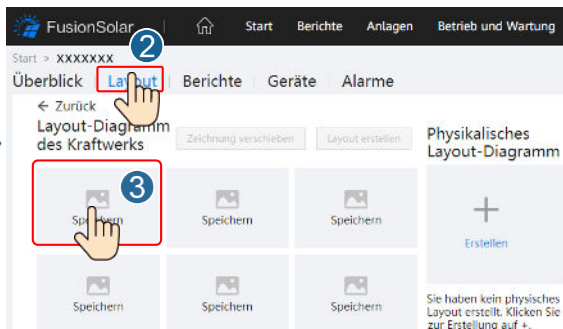 FusionSolar Start Berichte Anlagen Betrieb und Wartung
2
Start > XXXXXXX
Überblick Layout Berichte Geräte Alarme
← Zurück
Layout-Diagramm
des Kraftwerks
Zeichnung verschieben Layout erstellen
Physikalisches
Layout-Diagramm
3
Speichern Speichern Speichern
+
Erstellen
Speichern Speichern Speichern
Sie haben kein physisches
Layout erstellt. Klicken Sie
zur Erstellung auf +.